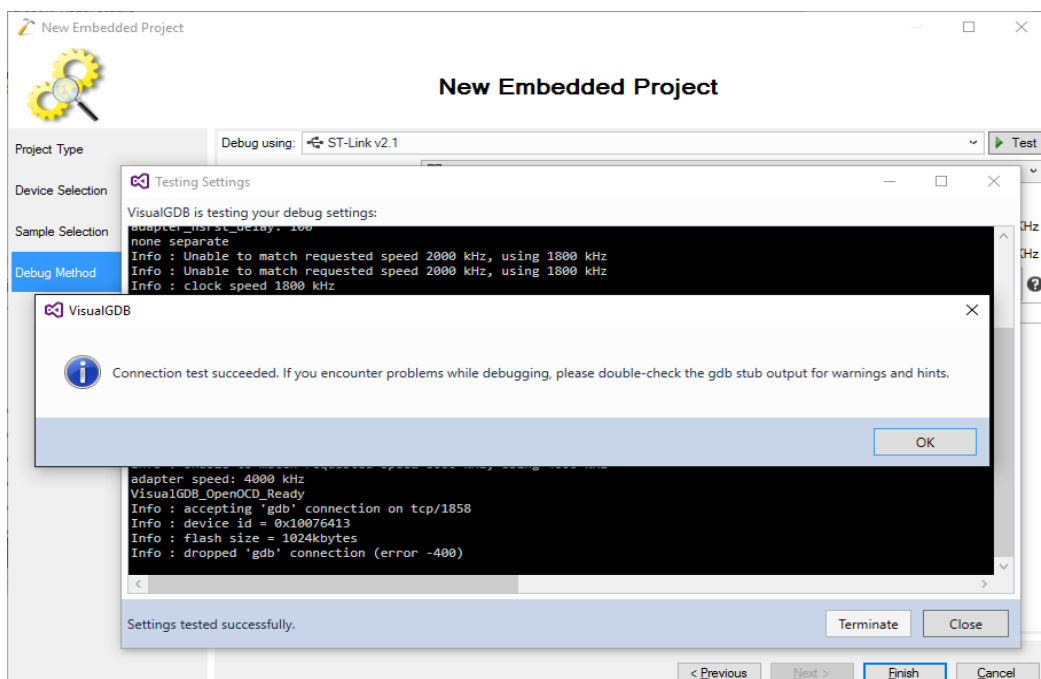 New Embedded Project
New Embedded Project
Project Type
Device Selection
Sample Selection
Debug Method
Debug using: ST-Link v2.1
Test
Testing Settings
VisualGDB is testing your debug settings:
adapter_nsrst_delay: 100
none separate
Info : Unable to match requested speed 2000 kHz, using 1800 kHz
Info : Unable to match requested speed 2000 kHz, using 1800 kHz
Info : clock speed 1800 kHz
VisualGDB
Connection test succeeded. If you encounter problems while debugging, please double-check the gdb stub output for warnings and hints.
OK
adapter speed: 4000 kHz
VisualGDB_OpenOCD_Ready
Info : accepting 'gdb' connection on tcp/1858
Info : device id = 0x10076413
Info : flash size = 1024kbytes
Info : dropped 'gdb' connection (error -400)
Settings tested successfully.
Terminate
Close
< Previous
Next >
Finish
Cancel